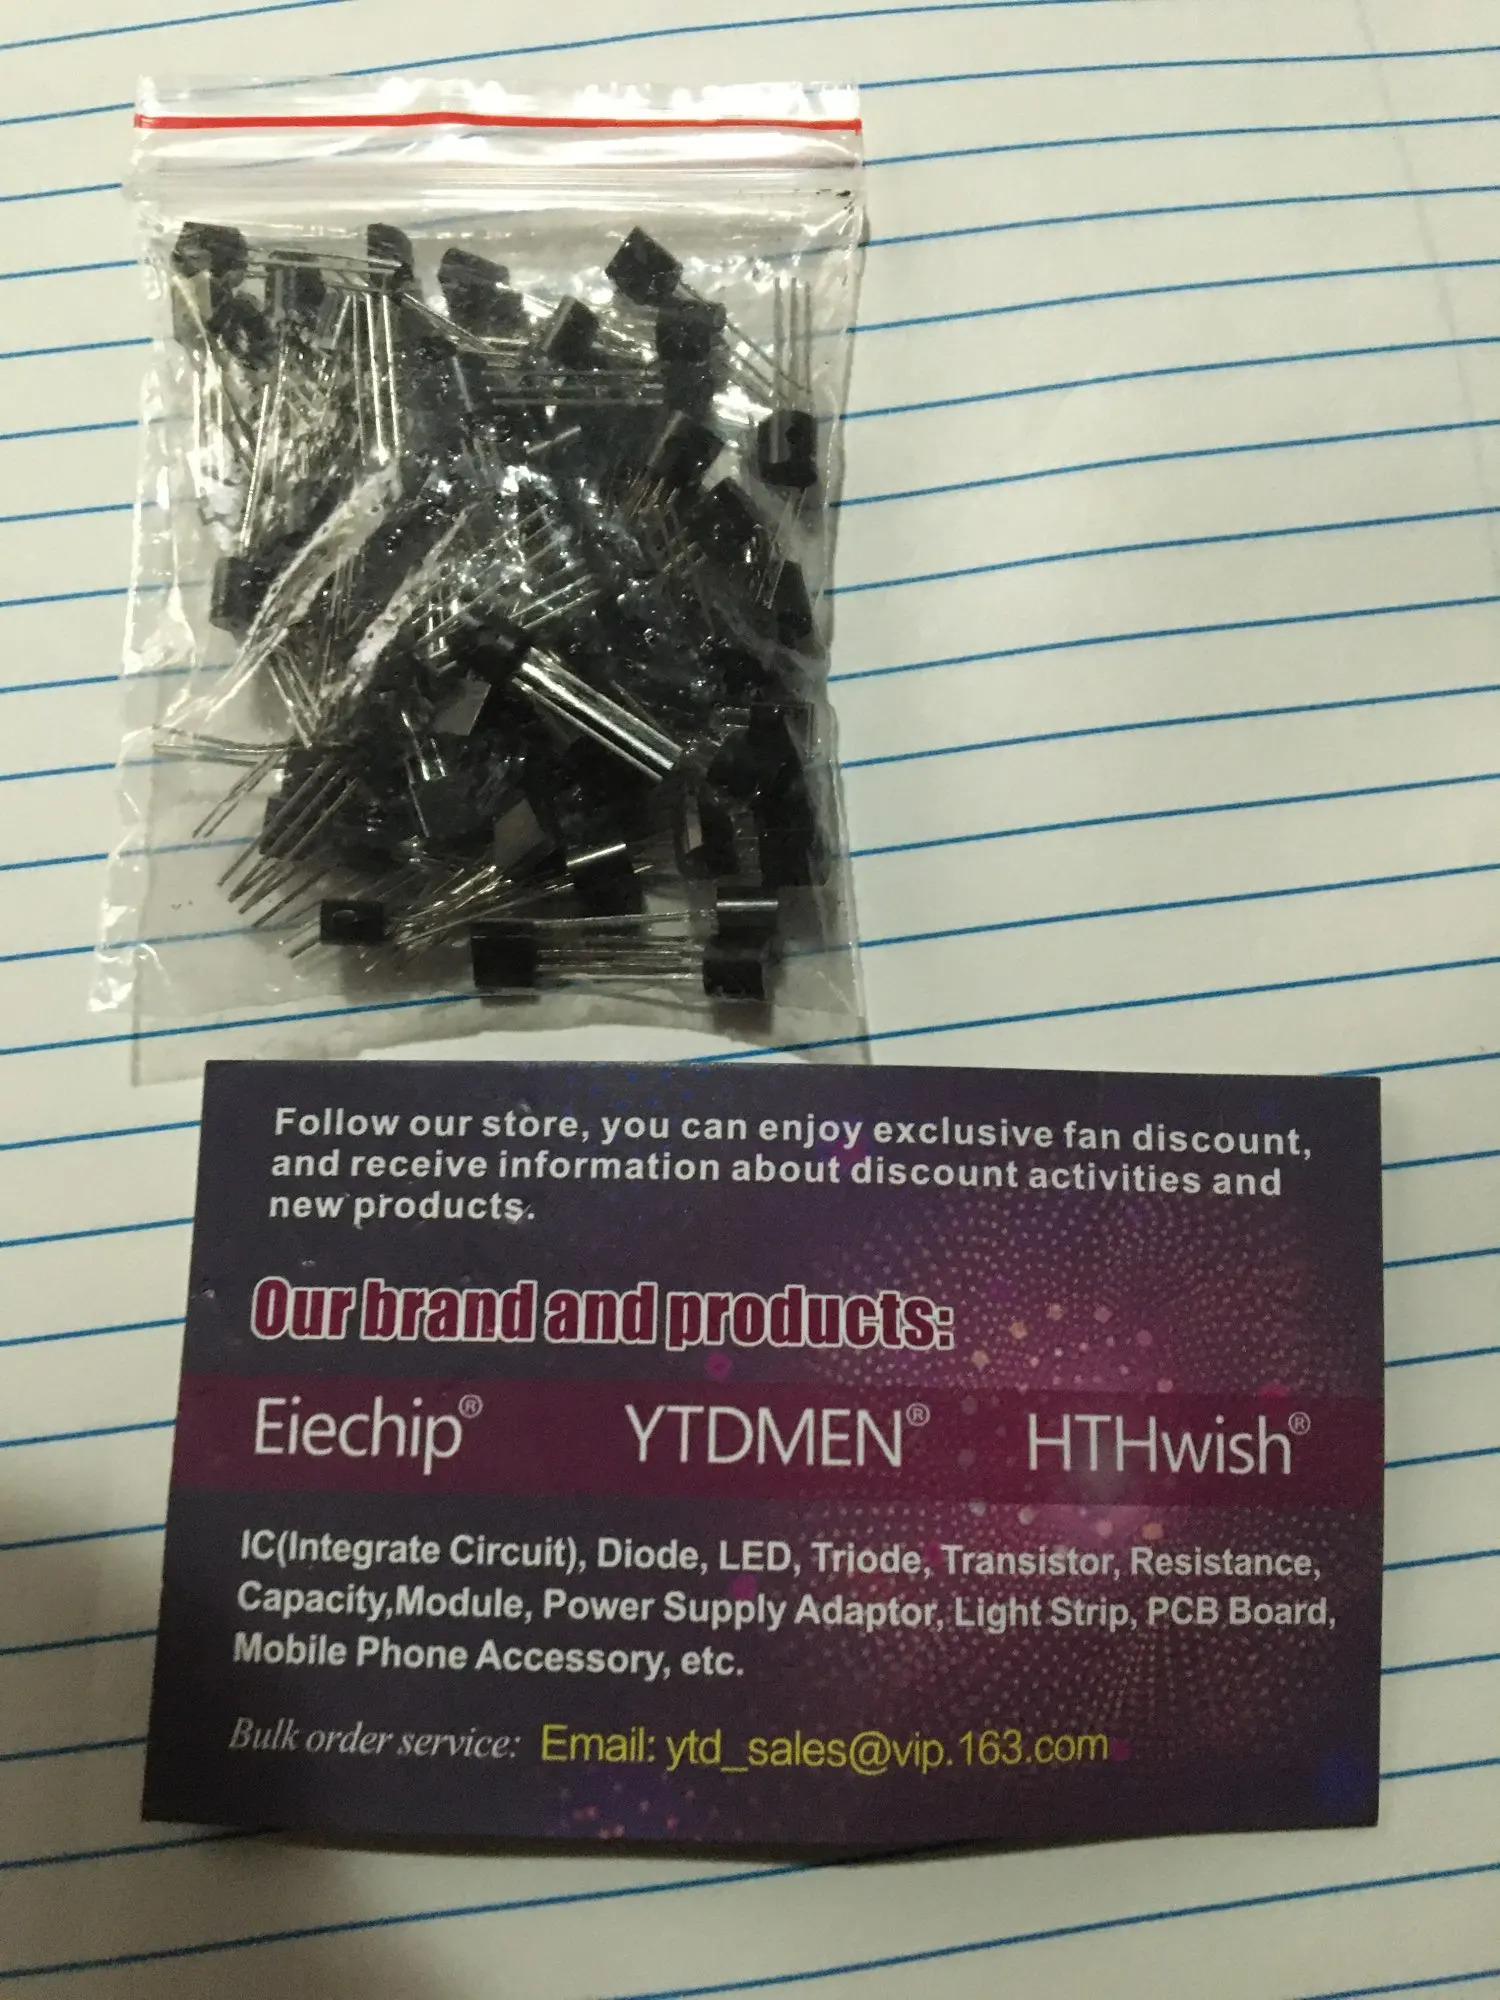 Follow our store, you can enjoy exclusive fan discount,
and receive information about discount activities and
new products.
Our brand and products:
Eiechip® YTDMEN® HTHwish®
IC(Integrate Circuit), Diode, LED, Triode, Transistor, Resistance,
Capacity,Module, Power Supply Adaptor, Light Strip, PCB Board,
Mobile Phone Accessory, etc.
Bulk order service: Email: ytd_sales@vip.163.com